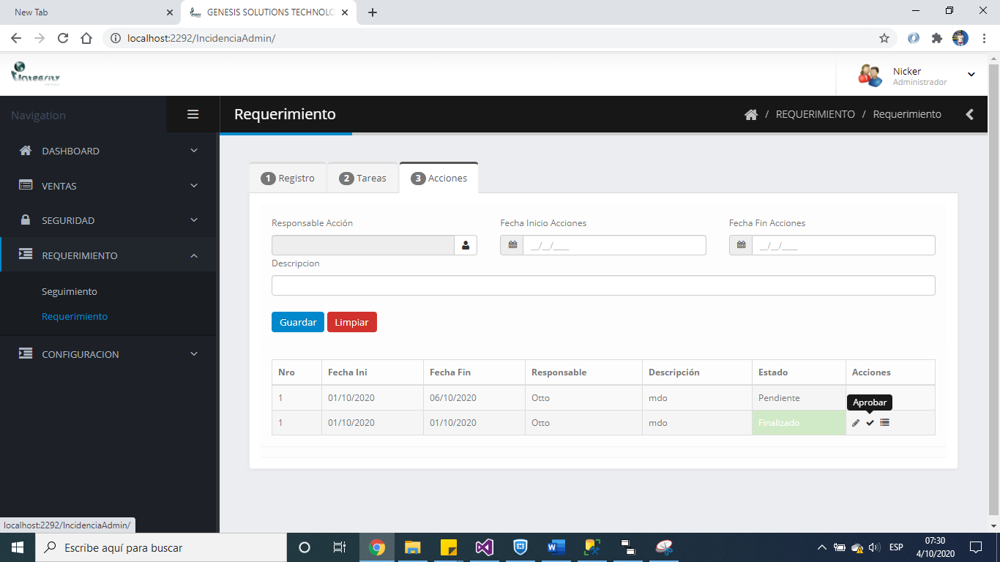 New Tab
GENESIS SOLUTIONS TECHNOLO
localhost:2292/IncidenciaAdmin/
Integrity
Nicker
Administrador
Navigation
Requerimiento
/ REQUERIMIENTO / Requerimiento
DASHBOARD
VENTAS
SEGURIDAD
REQUERIMIENTO
Seguimiento
Requerimiento
CONFIGURACION
1 Registro
2 Tareas
3 Acciones
Responsable Acción
Fecha Inicio Acciones
Fecha Fin Acciones
__/__/____
__/__/____
Descripcion
Guardar
Limpiar
Nro Fecha Ini Fecha Fin Responsable Descripción Estado Acciones
1 01/10/2020 06/10/2020 Otto mdo Pendiente
Aprobar
1 01/10/2020 01/10/2020 Otto mdo Finalizado
localhost:2292/IncidenciaAdmin/
Escribe aquí para buscar
ESP
07:30
4/10/2020